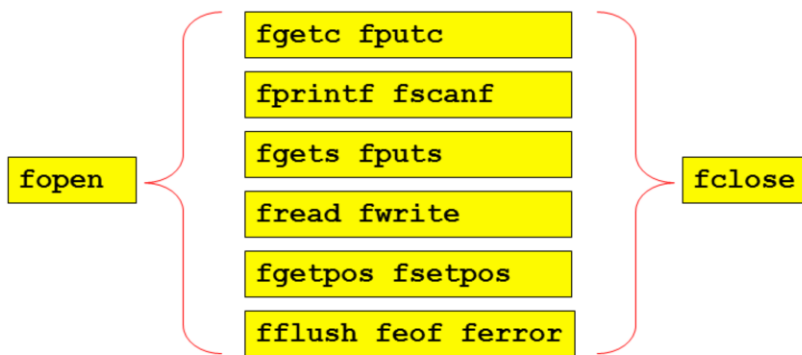 fopen
fgetc fputc
fprintf fscanf
fgets fputs
fread fwrite
fgetpos fsetpos
fflush feof ferror
fclose